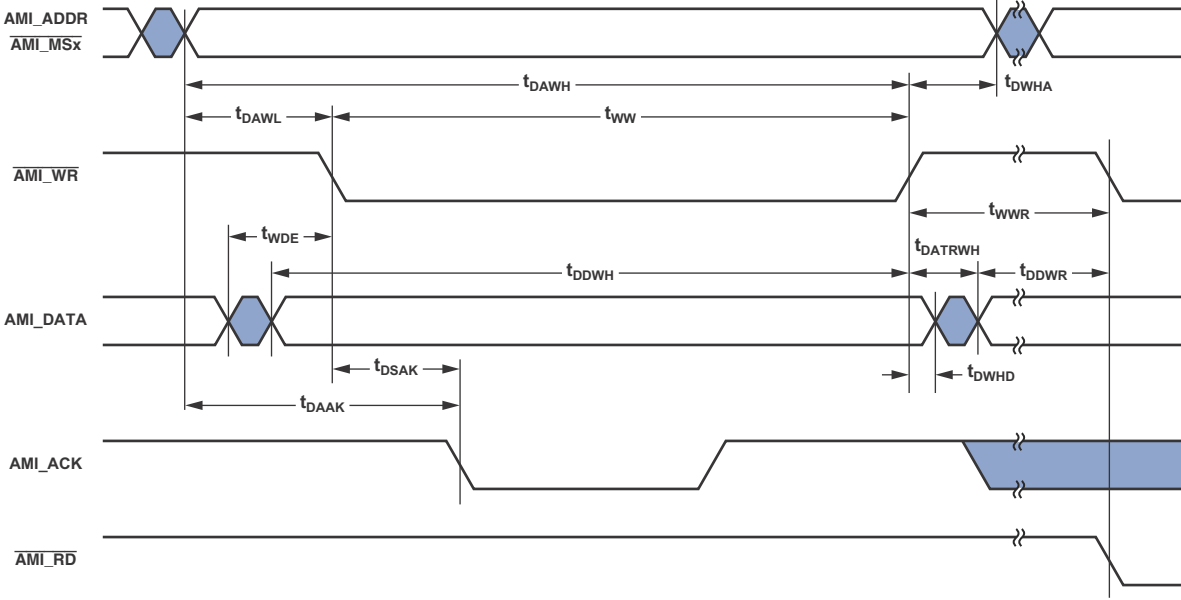 AMI_ADDR
AMI_MSx
tDAWH
tDWHA
tDAWL
tWW
AMI_WR
tWWR
tWDE
tDATRWH
tDDWH
tDDWR
AMI_DATA
tDSAK
tDWHD
tDAAK
AMI_ACK
AMI_RD